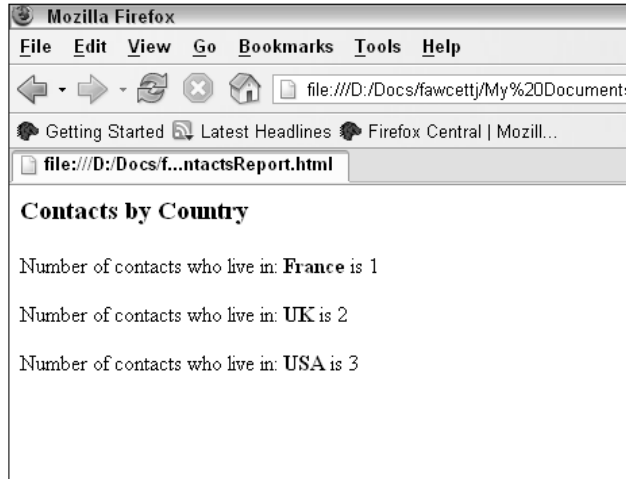 Mozilla Firefox
File Edit View Go Bookmarks Tools Help
file:///D:/Docs/fawcettj/My%20Documents
Getting Started Latest Headlines Firefox Central | Mozill...
file:///D:/Docs/f...ntactsReport.html
Contacts by Country
Number of contacts who live in: France is 1
Number of contacts who live in: UK is 2
Number of contacts who live in: USA is 3